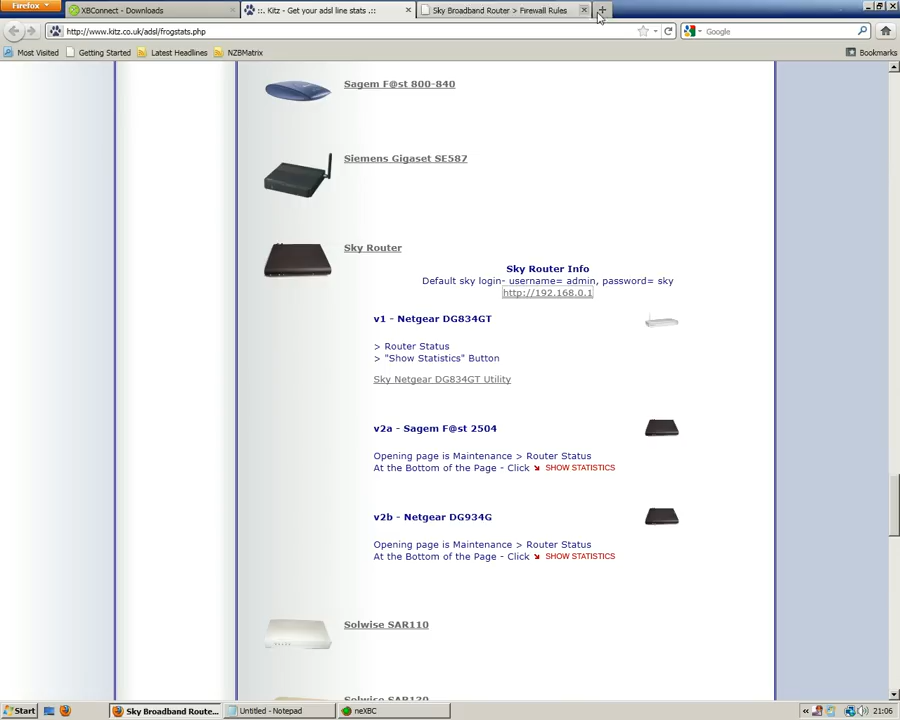 Firefox
XBConnect - Downloads
::. Kitz - Get your adsl line stats .::
Sky Broadband Router > Firewall Rules
http://www.kitz.co.uk/adsl/frogstats.php
Google
Most Visited
Getting Started
Latest Headlines
NZBMatrix
Bookmarks
Sagem F@st 800-840
Siemens Gigaset SE587
Sky Router
Sky Router Info
Default sky login- username= admin, password= sky
http://192.168.0.1
v1 - Netgear DG834GT
> Router Status
> "Show Statistics" Button
Sky Netgear DG834GT Utility
v2a - Sagem F@st 2504
Opening page is Maintenance > Router Status
At the Bottom of the Page - Click SHOW STATISTICS
v2b - Netgear DG934G
Opening page is Maintenance > Router Status
At the Bottom of the Page - Click SHOW STATISTICS
Solwise SAR110
Solwise SAR130
Start
Sky Broadband Route...
Untitled - Notepad
neXBC
«
21:06